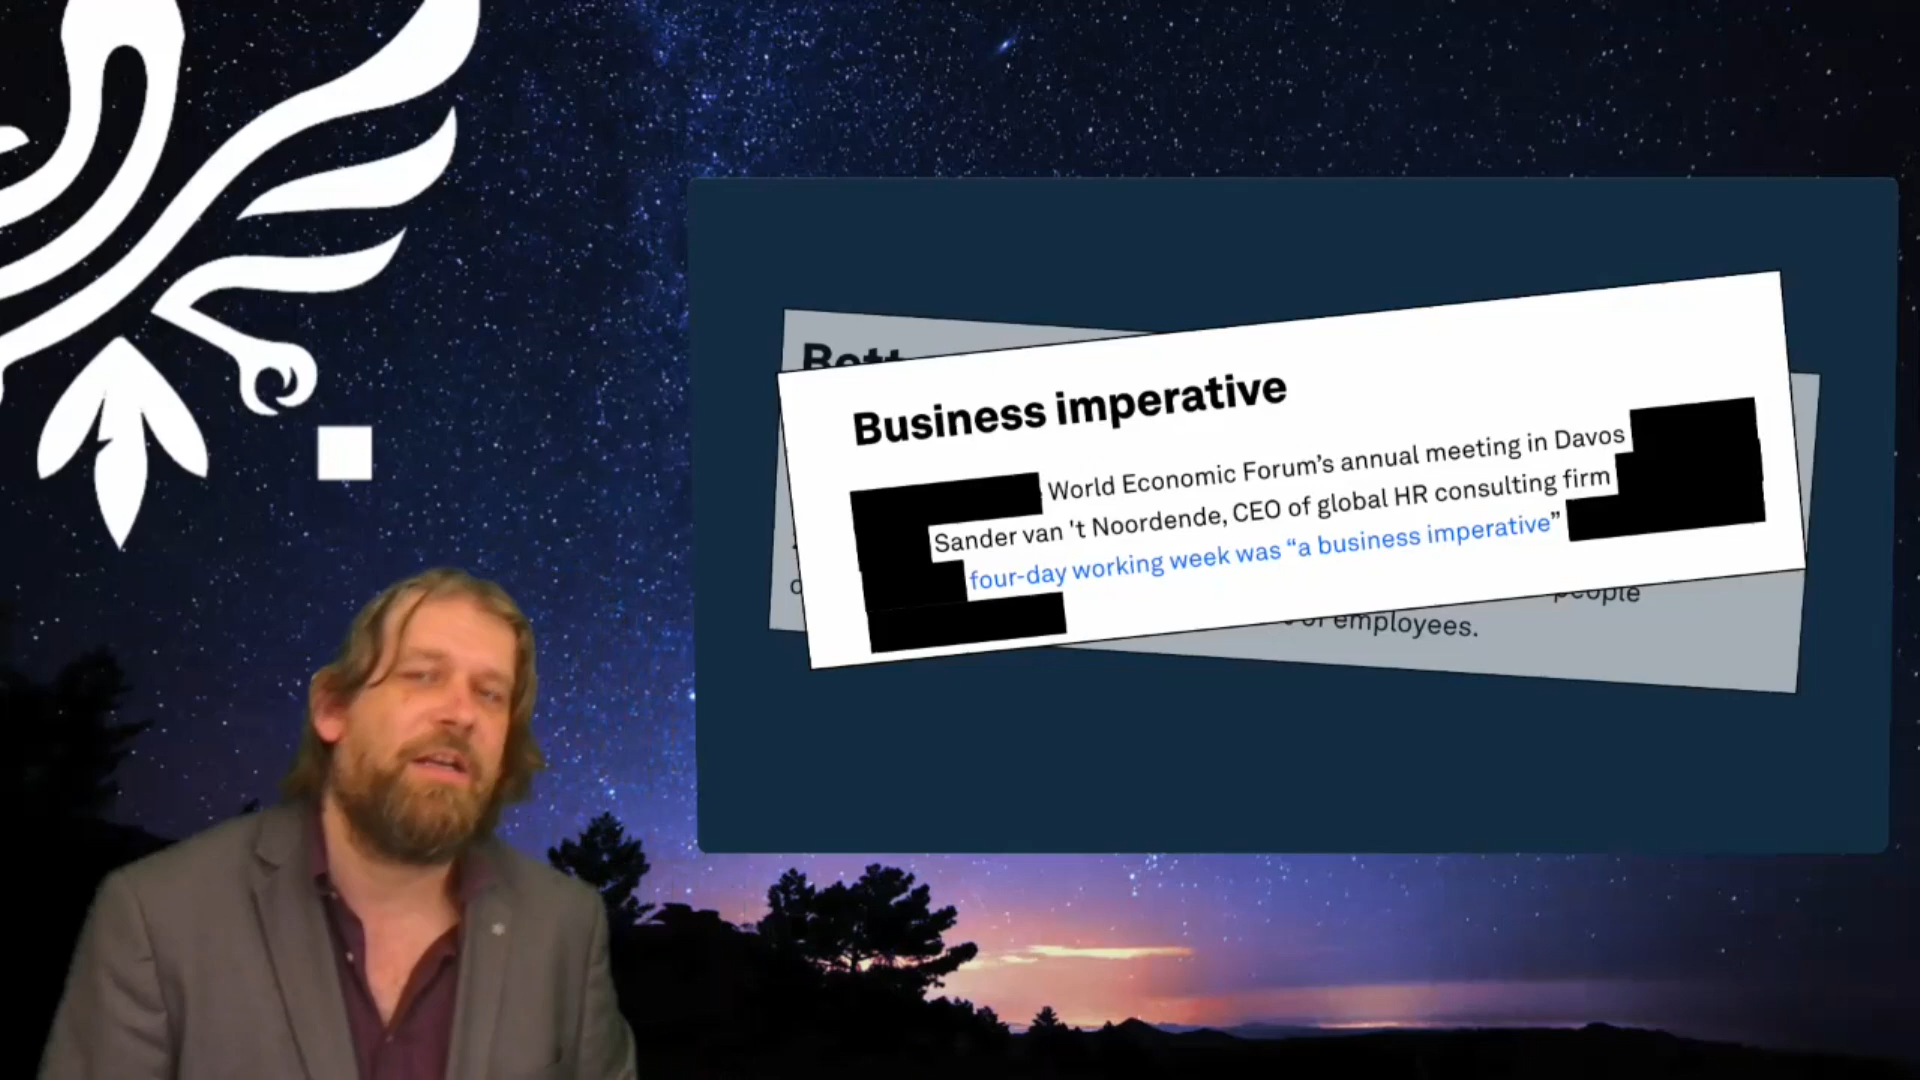 Business imperative
World Economic Forum’s annual meeting in Davos
Sander van 't Noordende, CEO of global HR consulting firm
four-day working week was “a business imperative”
people
employees.